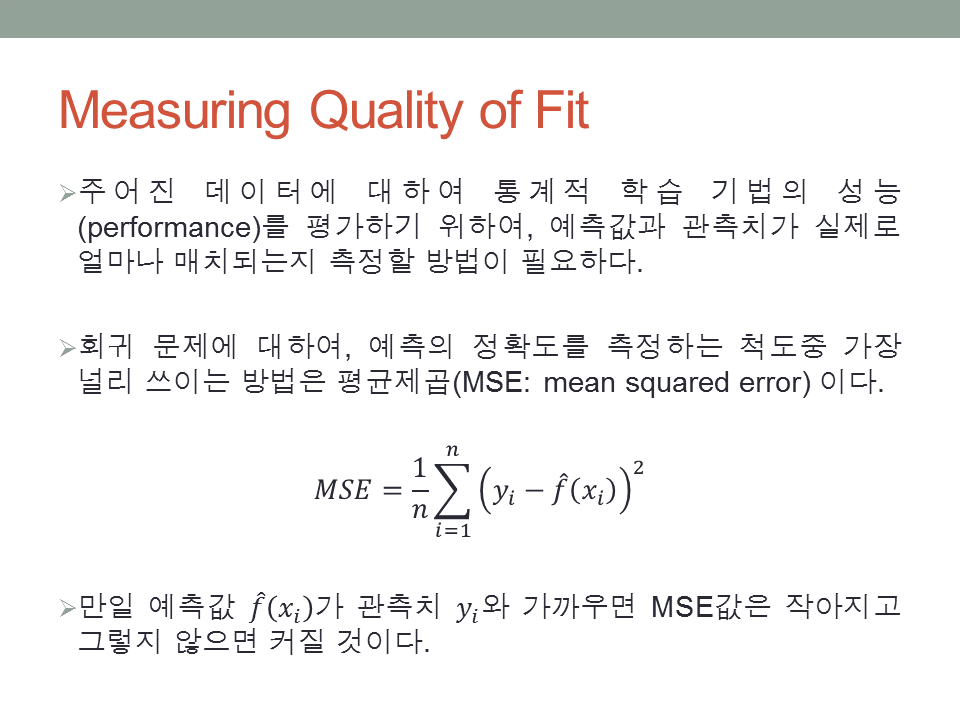 Measuring Quality of Fit
➢주어진 데이터에 대하여 통계적 학습 기법의 성능
(performance)를 평가하기 위하여, 예측값과 관측치가 실제로
얼마나 매치되는지 측정할 방법이 필요하다.
➢회귀 문제에 대하여, 예측의 정확도를 측정하는 척도중 가장
널리 쓰이는 방법은 평균제곱(MSE: mean squared error) 이다.
$MSE = \frac{1}{n}\sum_{i=1}^{n}\left(y_i - \hat{f}(x_i)\right)^2$
➢만일 예측값 $\hat{f}(x_i)$가 관측치 $y_i$와 가까우면 MSE값은 작아지고
그렇지 않으면 커질 것이다.